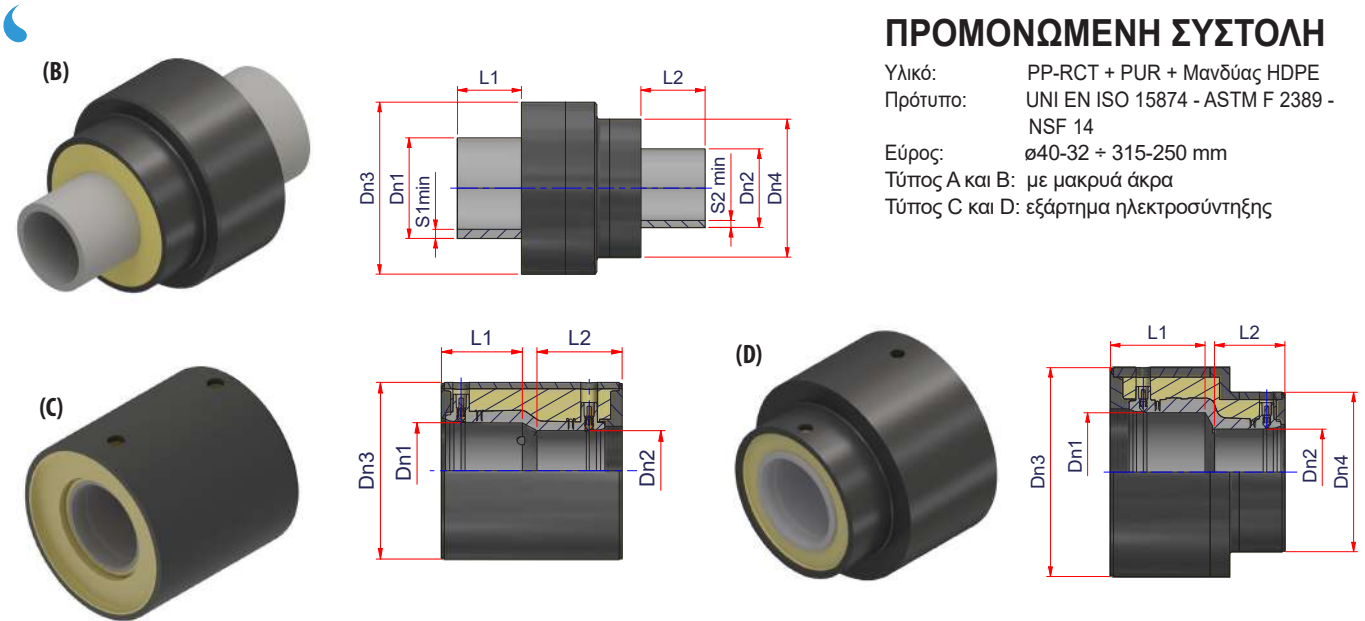 ΠΡΟΜΟΝΩΜΕΝΗ ΣΥΣΤΟΛΗ
Υλικό: PP-RCT + PUR + Μανδύας HDPE
Πρότυπο: UNI EN ISO 15874 - ASTM F 2389 -
NSF 14
Εύρος: ø40-32 ÷ 315-250 mm
Τύπος Α και Β: με μακρυά άκρα
Τύπος C και D: εξάρτημα ηλεκτροσύντηξης
(B)
L1
L2
Dn3
Dn1
S1min
S2 min
Dn2
Dn4
(C)
L1
L2
Dn3
Dn1
Dn2
(D)
L1
L2
Dn3
Dn1
Dn2
Dn4